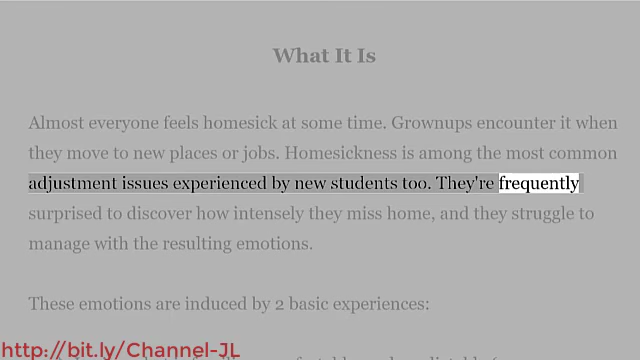 What It Is
Almost everyone feels homesick at some time. Grownups encounter it when
they move to new places or jobs. Homesickness is among the most common
adjustment issues experienced by new students too. They're frequently
surprised to discover how intensely they miss home, and they struggle to
manage with the resulting emotions.
These emotions are induced by 2 basic experiences:
http://bit.ly/Channel-JL